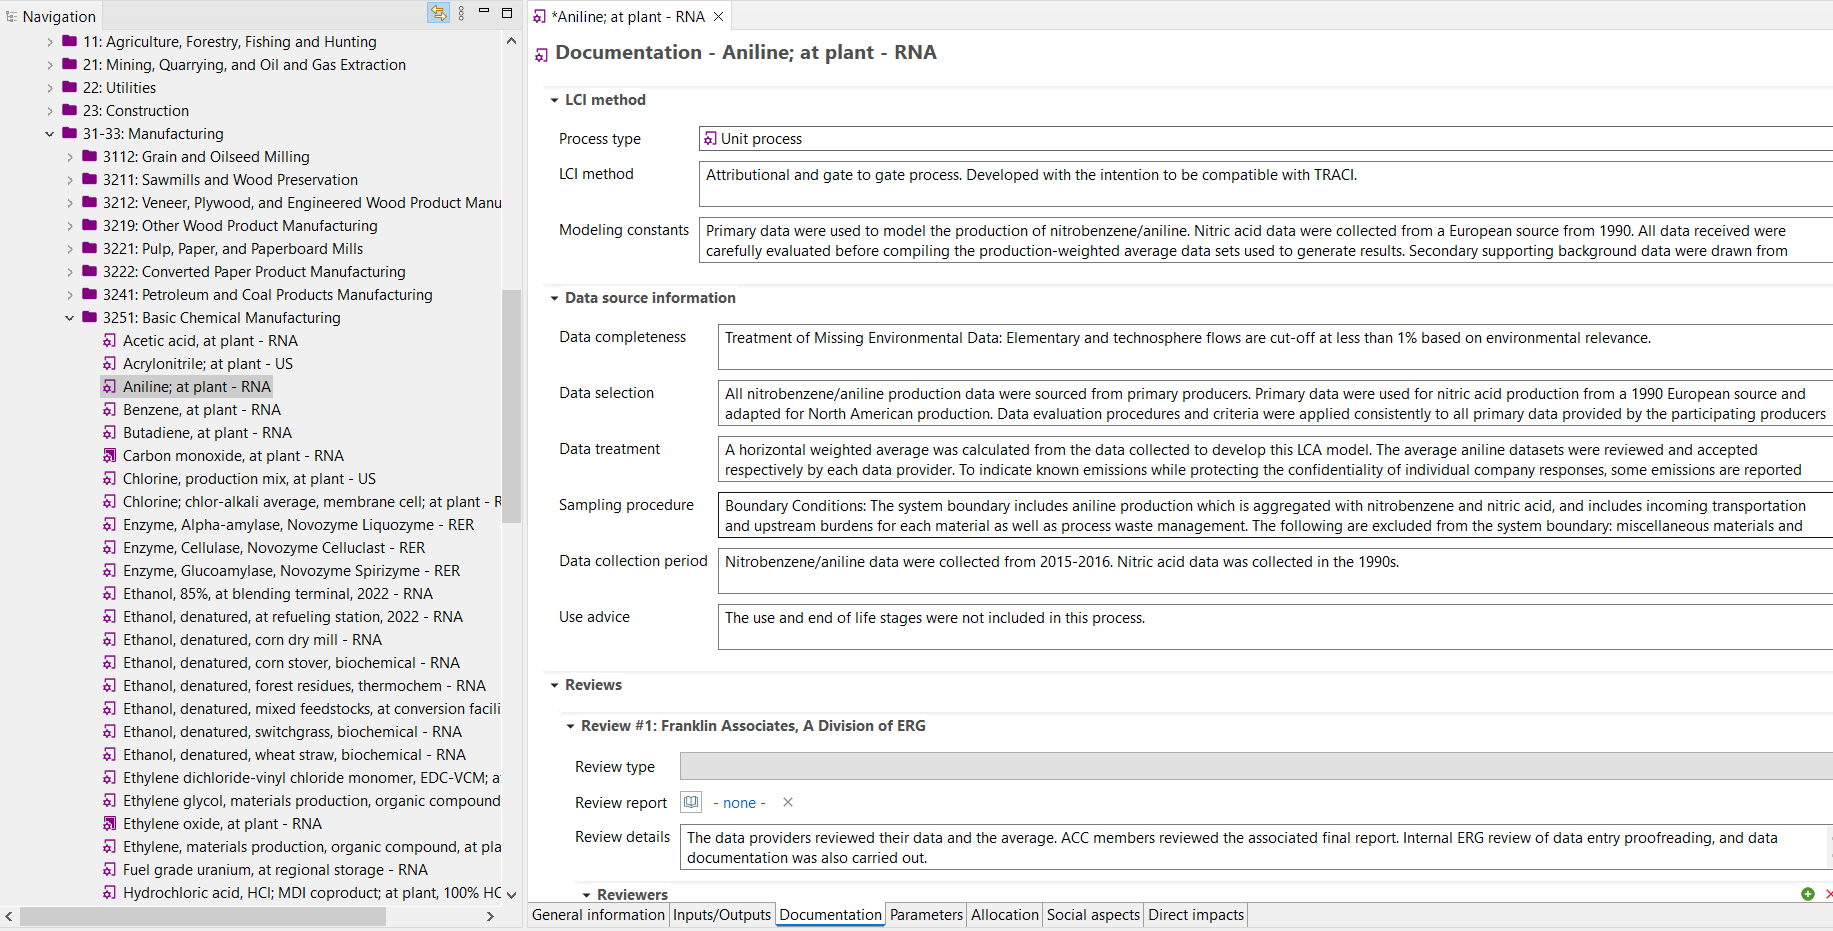 Navigation
11: Agriculture, Forestry, Fishing and Hunting
21: Mining, Quarrying, and Oil and Gas Extraction
22: Utilities
23: Construction
31-33: Manufacturing
3112: Grain and Oilseed Milling
3211: Sawmills and Wood Preservation
3212: Veneer, Plywood, and Engineered Wood Product Manu
3219: Other Wood Product Manufacturing
3221: Pulp, Paper, and Paperboard Mills
3222: Converted Paper Product Manufacturing
3241: Petroleum and Coal Products Manufacturing
3251: Basic Chemical Manufacturing
Acetic acid, at plant - RNA
Acrylonitrile; at plant - US
Aniline; at plant - RNA
Benzene, at plant - RNA
Butadiene, at plant - RNA
Carbon monoxide, at plant - RNA
Chlorine, production mix, at plant - US
Chlorine; chlor-alkali average, membrane cell; at plant - R
Enzyme, Alpha-amylase, Novozyme Liquozyme - RER
Enzyme, Cellulase, Novozyme Celluclast - RER
Enzyme, Glucoamylase, Novozyme Spirizyme - RER
Ethanol, 85%, at blending terminal, 2022 - RNA
Ethanol, denatured, at refueling station, 2022 - RNA
Ethanol, denatured, corn dry mill - RNA
Ethanol, denatured, corn stover, biochemical - RNA
Ethanol, denatured, forest residues, thermochem - RNA
Ethanol, denatured, mixed feedstocks, at conversion facili
Ethanol, denatured, switchgrass, biochemical - RNA
Ethanol, denatured, wheat straw, biochemical - RNA
Ethylene dichloride-vinyl chloride monomer, EDC-VCM; a
Ethylene glycol, materials production, organic compound
Ethylene oxide, at plant - RNA
Ethylene, materials production, organic compound, at pla
Fuel grade uranium, at regional storage - RNA
Hydrochloric acid, HCl; MDI coproduct; at plant, 100% HC
*Aniline; at plant - RNA
Documentation - Aniline; at plant - RNA
LCI method
Process type
Unit process
LCI method
Attributional and gate to gate process. Developed with the intention to be compatible with TRACI.
Modeling constants
Primary data were used to model the production of nitrobenzene/aniline. Nitric acid data were collected from a European source from 1990. All data received were
carefully evaluated before compiling the production-weighted average data sets used to generate results. Secondary supporting background data were drawn from
Data source information
Data completeness
Treatment of Missing Environmental Data: Elementary and technosphere flows are cut-off at less than 1% based on environmental relevance.
Data selection
All nitrobenzene/aniline production data were sourced from primary producers. Primary data were used for nitric acid production from a 1990 European source and
adapted for North American production. Data evaluation procedures and criteria were applied consistently to all primary data provided by the participating producers
Data treatment
A horizontal weighted average was calculated from the data collected to develop this LCA model. The average aniline datasets were reviewed and accepted
respectively by each data provider. To indicate known emissions while protecting the confidentiality of individual company responses, some emissions are reported
Sampling procedure
Boundary Conditions: The system boundary includes aniline production which is aggregated with nitrobenzene and nitric acid, and includes incoming transportation
and upstream burdens for each material as well as process waste management. The following are excluded from the system boundary: miscellaneous materials and
Data collection period
Nitrobenzene/aniline data were collected from 2015-2016. Nitric acid data was collected in the 1990s.
Use advice
The use and end of life stages were not included in this process.
Reviews
Review #1: Franklin Associates, A Division of ERG
Review type
Review report
- none -
Review details
The data providers reviewed their data and the average. ACC members reviewed the associated final report. Internal ERG review of data entry proofreading, and data
documentation was also carried out.
Reviewers
General information
Inputs/Outputs
Documentation
Parameters
Allocation
Social aspects
Direct impacts